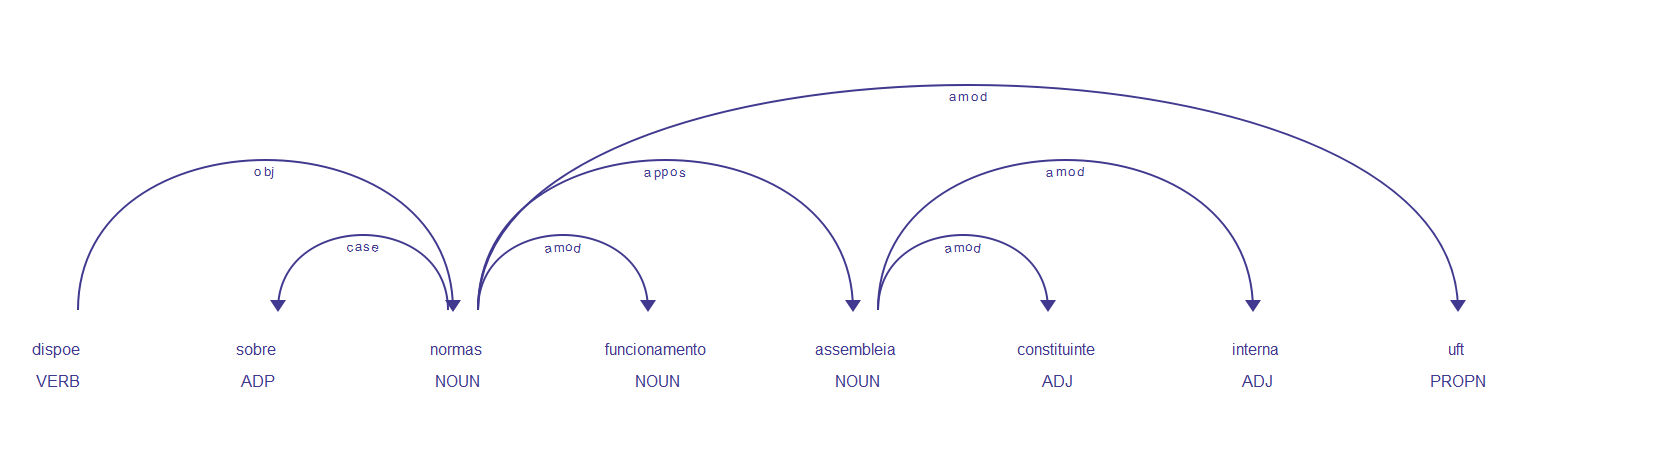 amod
obj appos amod
case amod amod
dispoe sobre normas funcionamento assembleia constituinte interna uft
VERB ADP NOUN NOUN NOUN ADJ ADJ PROPN